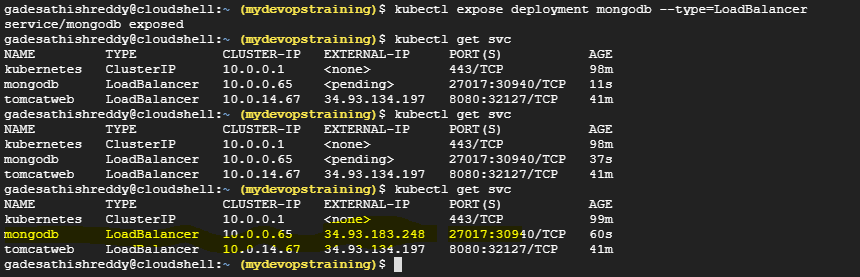 gadesathishreddy@cloudshell:~ (mydevopstraining)$ kubectl expose deployment mongodb --type=LoadBalancer
service/mongodb exposed
gadesathishreddy@cloudshell:~ (mydevopstraining)$ kubectl get svc
NAME TYPE CLUSTER-IP EXTERNAL-IP PORT(S) AGE
kubernetes ClusterIP 10.0.0.1 <none> 443/TCP 98m
mongodb LoadBalancer 10.0.0.65 <pending> 27017:30940/TCP 11s
tomcatweb LoadBalancer 10.0.14.67 34.93.134.197 8080:32127/TCP 41m
gadesathishreddy@cloudshell:~ (mydevopstraining)$ kubectl get svc
NAME TYPE CLUSTER-IP EXTERNAL-IP PORT(S) AGE
kubernetes ClusterIP 10.0.0.1 <none> 443/TCP 98m
mongodb LoadBalancer 10.0.0.65 <pending> 27017:30940/TCP 37s
tomcatweb LoadBalancer 10.0.14.67 34.93.134.197 8080:32127/TCP 41m
gadesathishreddy@cloudshell:~ (mydevopstraining)$ kubectl get svc
NAME TYPE CLUSTER-IP EXTERNAL-IP PORT(S) AGE
kubernetes ClusterIP 10.0.0.1 <none> 443/TCP 99m
mongodb LoadBalancer 10.0.0.65 34.93.183.248 27017:30940/TCP 60s
tomcatweb LoadBalancer 10.0.14.67 34.93.134.197 8080:32127/TCP 41m
gadesathishreddy@cloudshell:~ (mydevopstraining)$